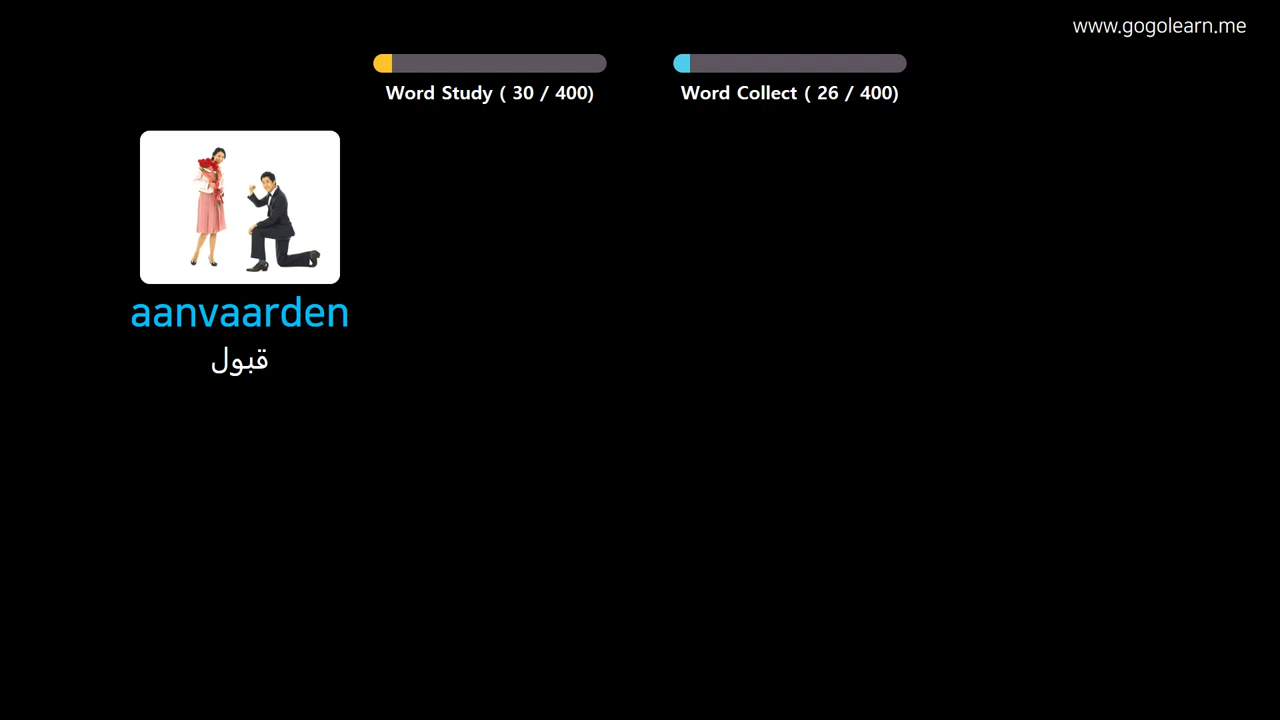 www.gogolearn.me
Word Study ( 30 / 400)
Word Collect ( 26 / 400)
aanvaarden
قبول